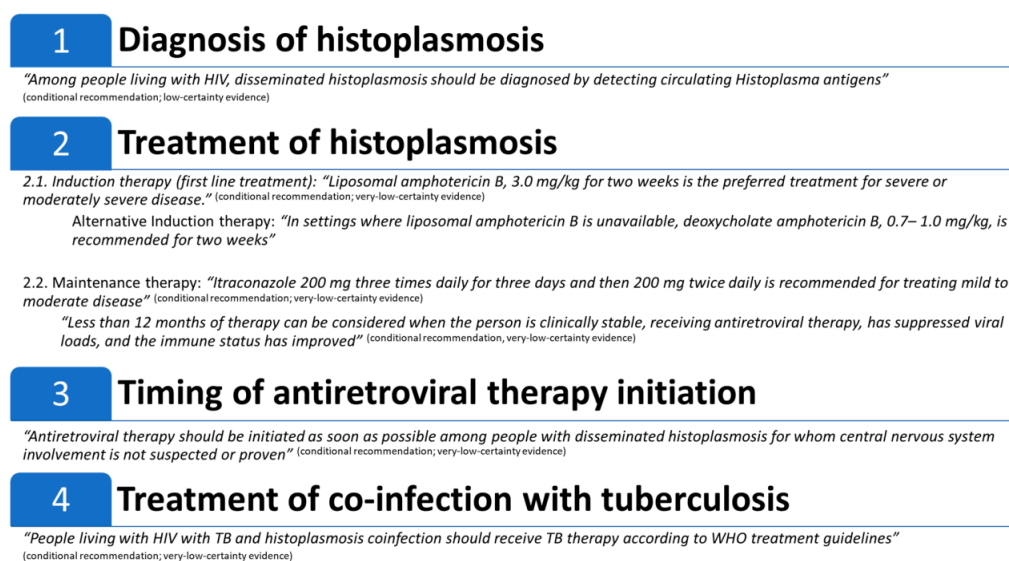 1 Diagnosis of histoplasmosis
“Among people living with HIV, disseminated histoplasmosis should be diagnosed by detecting circulating Histoplasma antigens”
(conditional recommendation; low-certainty evidence)
2 Treatment of histoplasmosis
2.1. Induction therapy (first line treatment): “Liposomal amphotericin B, 3.0 mg/kg for two weeks is the preferred treatment for severe or
moderately severe disease.” (conditional recommendation; very-low-certainty evidence)
Alternative Induction therapy: “In settings where liposomal amphotericin B is unavailable, deoxycholate amphotericin B, 0.7– 1.0 mg/kg, is
recommended for two weeks”
2.2. Maintenance therapy: “Itraconazole 200 mg three times daily for three days and then 200 mg twice daily is recommended for treating mild to
moderate disease” (conditional recommendation; very-low-certainty evidence)
“Less than 12 months of therapy can be considered when the person is clinically stable, receiving antiretroviral therapy, has suppressed viral
loads, and the immune status has improved” (conditional recommendation, very-low-certainty evidence)
3 Timing of antiretroviral therapy initiation
“Antiretroviral therapy should be initiated as soon as possible among people with disseminated histoplasmosis for whom central nervous system
involvement is not suspected or proven” (conditional recommendation; very-low-certainty evidence)
4 Treatment of co-infection with tuberculosis
“People living with HIV with TB and histoplasmosis coinfection should receive TB therapy according to WHO treatment guidelines”
(conditional recommendation; very-low-certainty evidence)